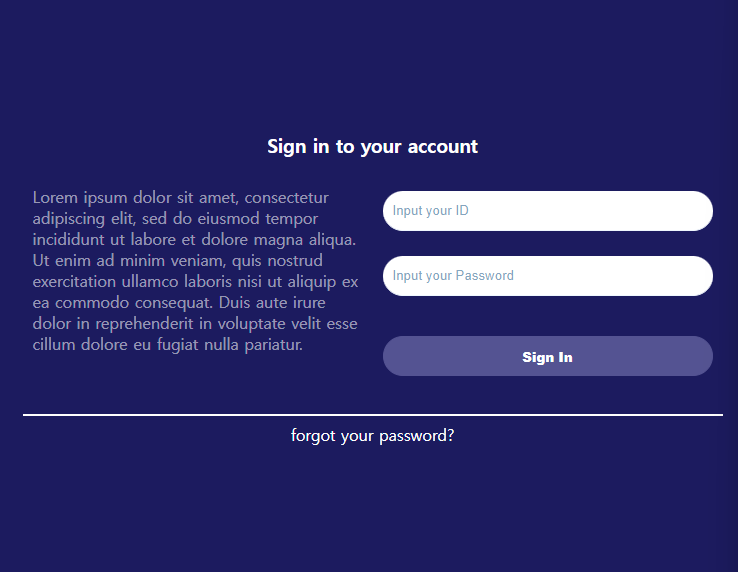 Sign in to your account
Lorem ipsum dolor sit amet, consectetur
adipiscing elit, sed do eiusmod tempor
incididunt ut labore et dolore magna aliqua.
Ut enim ad minim veniam, quis nostrud
exercitation ullamco laboris nisi ut aliquip ex
ea commodo consequat. Duis aute irure
dolor in reprehenderit in voluptate velit esse
cillum dolore eu fugiat nulla pariatur.
Input your ID
Input your Password
Sign In
forgot your password?